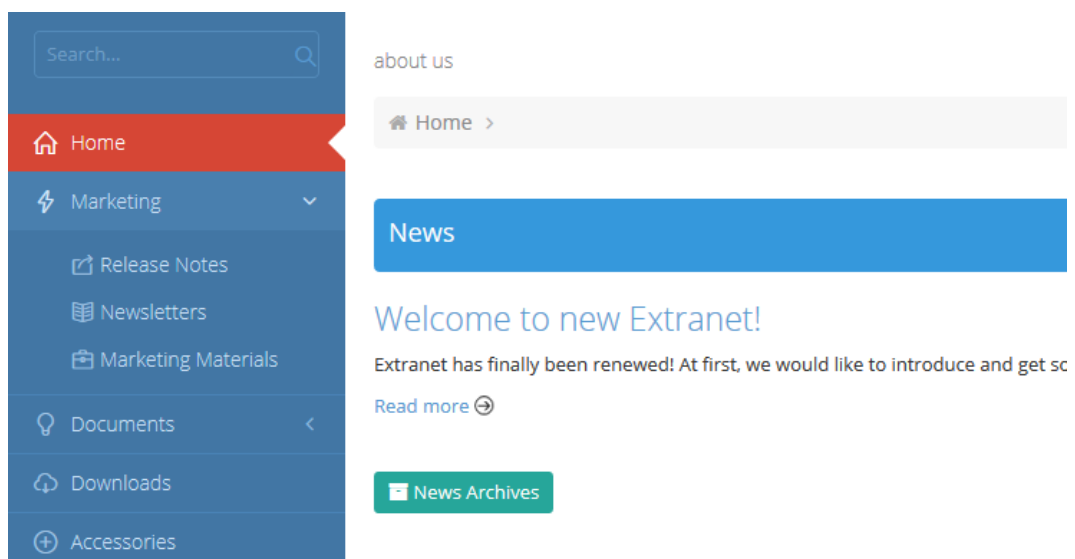 Search...
Home
Marketing
Release Notes
Newsletters
Marketing Materials
Documents
Downloads
Accessories
about us
Home >
News
Welcome to new Extranet!
Extranet has finally been renewed! At first, we would like to introduce and get
Read more
News Archives